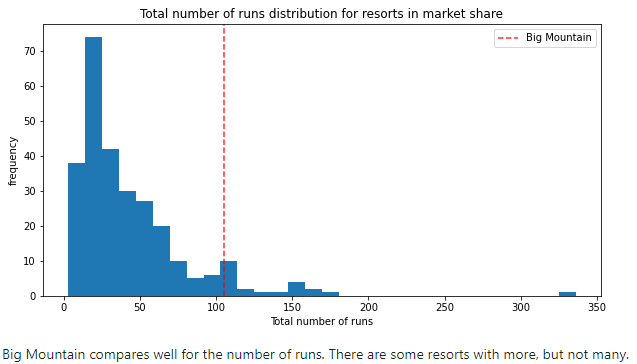 Total number of runs distribution for resorts in market share
Big Mountain
70
60
50
40
30
20
10
0
frequency
0 50 100 150 200 250 300 350
Total number of runs
Big Mountain compares well for the number of runs. There are some resorts with more, but not many.